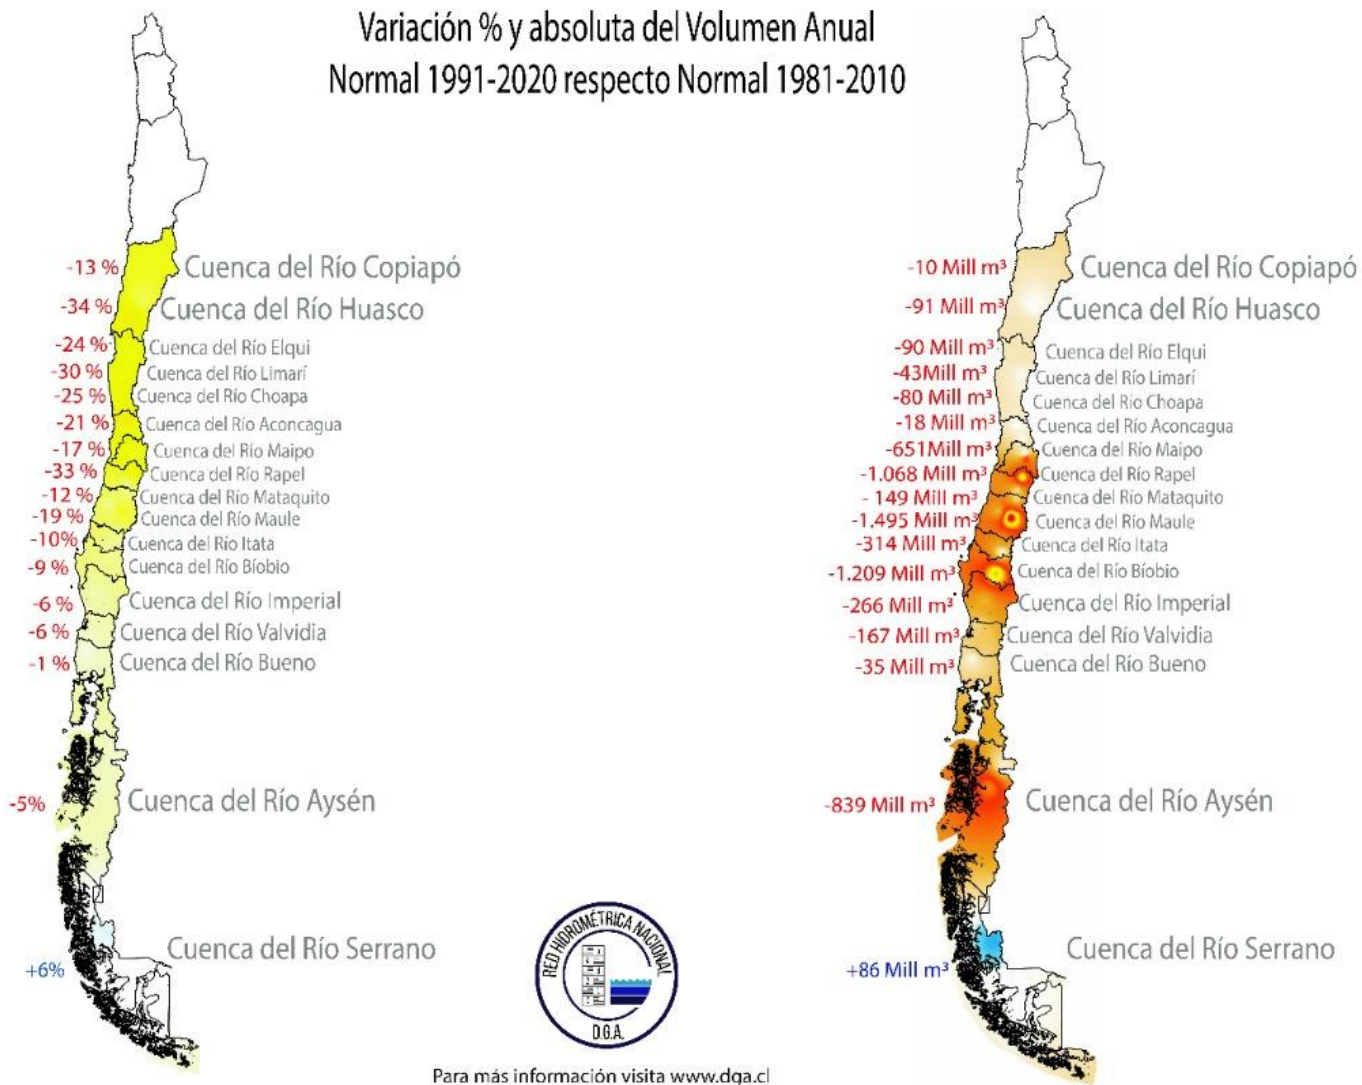 Variación % y absoluta del Volumen Anual
Normal 1991-2020 respecto Normal 1981-2010
-13 % Cuenca del Río Copiapó
-34 % Cuenca del Río Huasco
-24 % Cuenca del Río Elqui
-30 % Cuenca del Río Limarí
-25 % Cuenca del Río Choapa
-21 % Cuenca del Río Aconcagua
-17 % Cuenca del Río Maipo
-33 % Cuenca del Río Rapel
-12 % Cuenca del Río Mataquito
-19 % Cuenca del Río Maule
-10% Cuenca del Río Itata
-9 % Cuenca del Río Bíobio
-6 % Cuenca del Río Imperial
-6 % Cuenca del Río Valvidia
-1 % Cuenca del Río Bueno
-5% Cuenca del Río Aysén
+6% Cuenca del Río Serrano
-10 Mill m³ Cuenca del Río Copiapó
-91 Mill m³ Cuenca del Río Huasco
-90 Mill m³ Cuenca del Río Elqui
-43Mill m³ Cuenca del Río Limarí
-80 Mill m³ Cuenca del Río Choapa
-18 Mill m³ Cuenca del Río Aconcagua
-651Mill m³ Cuenca del Río Maipo
-1.068 Mill m³ Cuenca del Río Rapel
- 149 Mill m³ Cuenca del Río Mataquito
-1.495 Mill m³ Cuenca del Río Maule
-314 Mill m³ Cuenca del Río Itata
-1.209 Mill m³ Cuenca del Río Bíobio
-266 Mill m³ Cuenca del Río Imperial
-167 Mill m³ Cuenca del Río Valvidia
-35 Mill m³ Cuenca del Río Bueno
-839 Mill m³ Cuenca del Río Aysén
+86 Mill m³ Cuenca del Río Serrano
RED HIDROMÉTRICA NACIONAL
D.G.A.
Para más información visita www.dga.cl